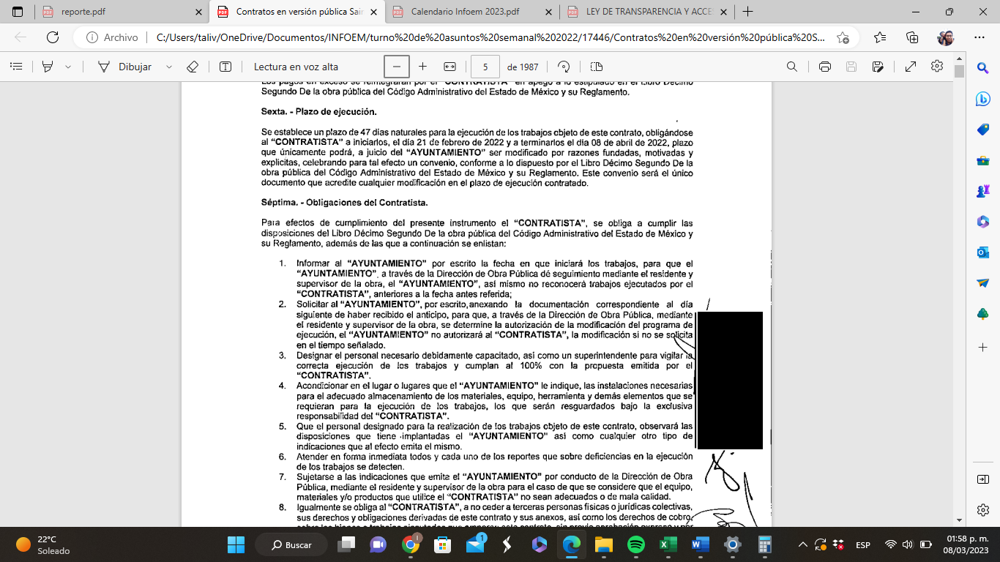 reporte.pdf
Contratos en versión pública Sai
Calendario Infoem 2023.pdf
LEY DE TRANSPARENCIA Y ACCE
Archivo
C:/Users/taliv/OneDrive/Documentos/INFOEM/turno%20de%20asuntos%20semanal%202022/17446/Contratos%20en%20versión%20pública%20S...
Dibujar
Lectura en voz alta
5
de 1987
Los pagos en exceso se reintegrarán por el "CONTRATISTA" en apego a lo estipulado en el Libro Décimo
Segundo De la obra pública del Código Administrativo del Estado de México y su Reglamento.
Sexta. - Plazo de ejecución.
Se establece un plazo de 47 días naturales para la ejecución de los trabajos objeto de este contrato, obligándose
al "CONTRATISTA" a iniciarlos, el día 21 de febrero de 2022 y a terminarlos el día 08 de abril de 2022, plazo
que únicamente podrá, a juicio del "AYUNTAMIENTO" ser modificado por razones fundadas, motivadas y
explicitas, celebrando para tal efecto un convenio, conforme a lo dispuesto por el Libro Décimo Segundo De la
obra pública del Código Administrativo del Estado de México y su Reglamento. Este convenio será el único
documento que acredite cualquier modificación en el plazo de ejecución contratado.
Séptima. - Obligaciones del Contratista.
Para efectos de cumplimiento del presente instrumento el "CONTRATISTA", se obliga a cumplir las
disposiciones del Libro Décimo Segundo De la obra pública del Código Administrativo del Estado de México y
su Reglamento, además de las que a continuación se enlistan:
1. Informar al "AYUNTAMIENTO" por escrito la fecha en que iniciará los trabajos, para que el
"AYUNTAMIENTO", a través de la Dirección de Obra Pública dé seguimiento mediante el residente y
supervisor de la obra, el "AYUNTAMIENTO", así mismo no reconocerá trabajos ejecutados por el
"CONTRATISTA", anteriores a la fecha antes referida;
2. Solicitar al "AYUNTAMIENTO", por escrito, anexando la documentación correspondiente al día
siguiente de haber recibido el anticipo, para que, a través de la Dirección de Obra Pública, mediante
el residente y supervisor de la obra, se determine la autorización de la modificación del programa de
ejecución, el "AYUNTAMIENTO" no autorizará al "CONTRATISTA", la modificación si no se solicita
en el tiempo señalado.
3. Designar el personal necesario debidamente capacitado, así como un superintendente para vigilar la
correcta ejecución de los trabajos y cumplan al 100% con la propuesta emitida por el
"CONTRATISTA".
4. Acondicionar en el lugar o lugares que el "AYUNTAMIENTO" le indique, las instalaciones necesarias
para el adecuado almacenamiento de los materiales, equipo, herramienta y demás elementos que se
requieran para la ejecución de los trabajos, los que serán resguardados bajo la exclusiva
responsabilidad del "CONTRATISTA".
5. Que el personal designado para la realización de los trabajos objeto de este contrato, observará las
disposiciones que tiene implantadas el "AYUNTAMIENTO" así como cualquier otro tipo de
indicaciones que al efecto emita el mismo.
6. Atender en forma inmediata todos y cada uno de los reportes que sobre deficiencias en la ejecución
de los trabajos se detecten.
7. Sujetarse a las indicaciones que emita el "AYUNTAMIENTO" por conducto de la Dirección de Obra
Pública, mediante el residente y supervisor de la obra para el caso de que se considere que el equipo,
materiales y/o productos que utilice el "CONTRATISTA" no sean adecuados o de mala calidad.
8. Igualmente se obliga al "CONTRATISTA", a no ceder a terceras personas físicas o jurídicas colectivas,
sus derechos y obligaciones derivadas de este contrato y sus anexos, así como los derechos de cobro,
22°C
Soleado
Buscar
1
ESP
01:58 p. m.
08/03/2023